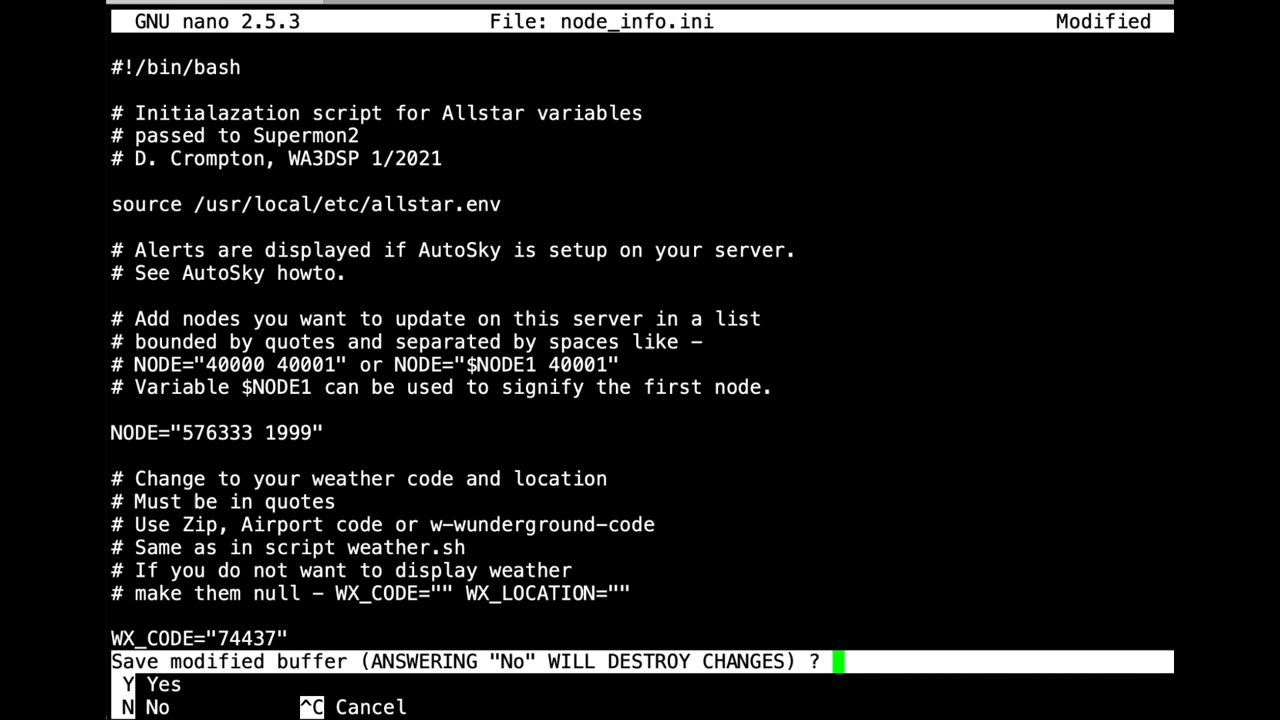 GNU nano 2.5.3 File: node_info.ini Modified
#!/bin/bash
# Initialazation script for Allstar variables
# passed to Supermon2
# D. Crompton, WA3DSP 1/2021
source /usr/local/etc/allstar.env
# Alerts are displayed if AutoSky is setup on your server.
# See AutoSky howto.
# Add nodes you want to update on this server in a list
# bounded by quotes and separated by spaces like -
# NODE="40000 40001" or NODE="$NODE1 40001"
# Variable $NODE1 can be used to signify the first node.
NODE="576333 1999"
# Change to your weather code and location
# Must be in quotes
# Use Zip, Airport code or w-wunderground-code
# Same as in script weather.sh
# If you do not want to display weather
# make them null - WX_CODE="" WX_LOCATION=""
WX_CODE="74437"
Save modified buffer (ANSWERING "No" WILL DESTROY CHANGES) ?
Y Yes
N No ^C Cancel